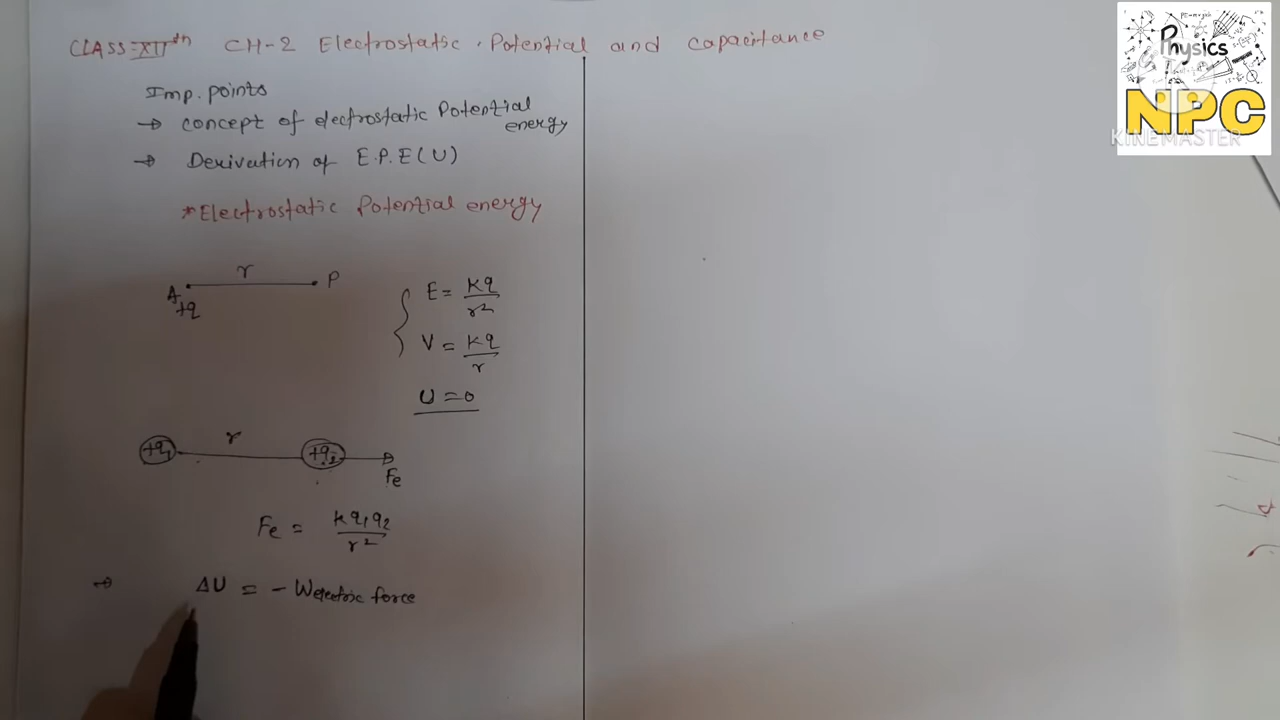 CLASS-XIIth CH-2 Electrostatic Potential and capacitance
Imp. points
→ concept of electrostatic Potential energy
→ Derivation of E.P.E (U)
*Electrostatic Potential energy
r
A P
+q
E = kq/r²
V = kq/r
U = 0
+q₁ r +q₂
Fe
Fe = kq₁q₂/r²
→ ΔU = - Welectric force
Physics
NPC
KINEMASTER